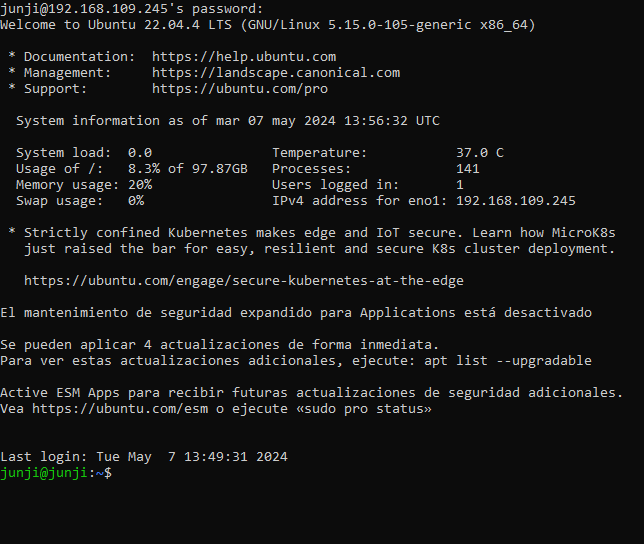 junji@192.168.109.245's password:
Welcome to Ubuntu 22.04.4 LTS (GNU/Linux 5.15.0-105-generic x86_64)
* Documentation:  https://help.ubuntu.com
* Management:     https://landscape.canonical.com
* Support:        https://ubuntu.com/pro
System information as of mar 07 may 2024 13:56:32 UTC
System load:  0.0               Temperature:           37.0 C
Usage of /:   8.3% of 97.87GB   Processes:             141
Memory usage: 20%               Users logged in:       1
Swap usage:   0%                IPv4 address for eno1: 192.168.109.245
* Strictly confined Kubernetes makes edge and IoT secure. Learn how MicroK8s
just raised the bar for easy, resilient and secure K8s cluster deployment.
https://ubuntu.com/engage/secure-kubernetes-at-the-edge
El mantenimiento de seguridad expandido para Applications está desactivado
Se pueden aplicar 4 actualizaciones de forma inmediata.
Para ver estas actualizaciones adicionales, ejecute: apt list --upgradable
Active ESM Apps para recibir futuras actualizaciones de seguridad adicionales.
Vea https://ubuntu.com/esm o ejecute «sudo pro status»
Last login: Tue May  7 13:49:31 2024
junji@junji:~$